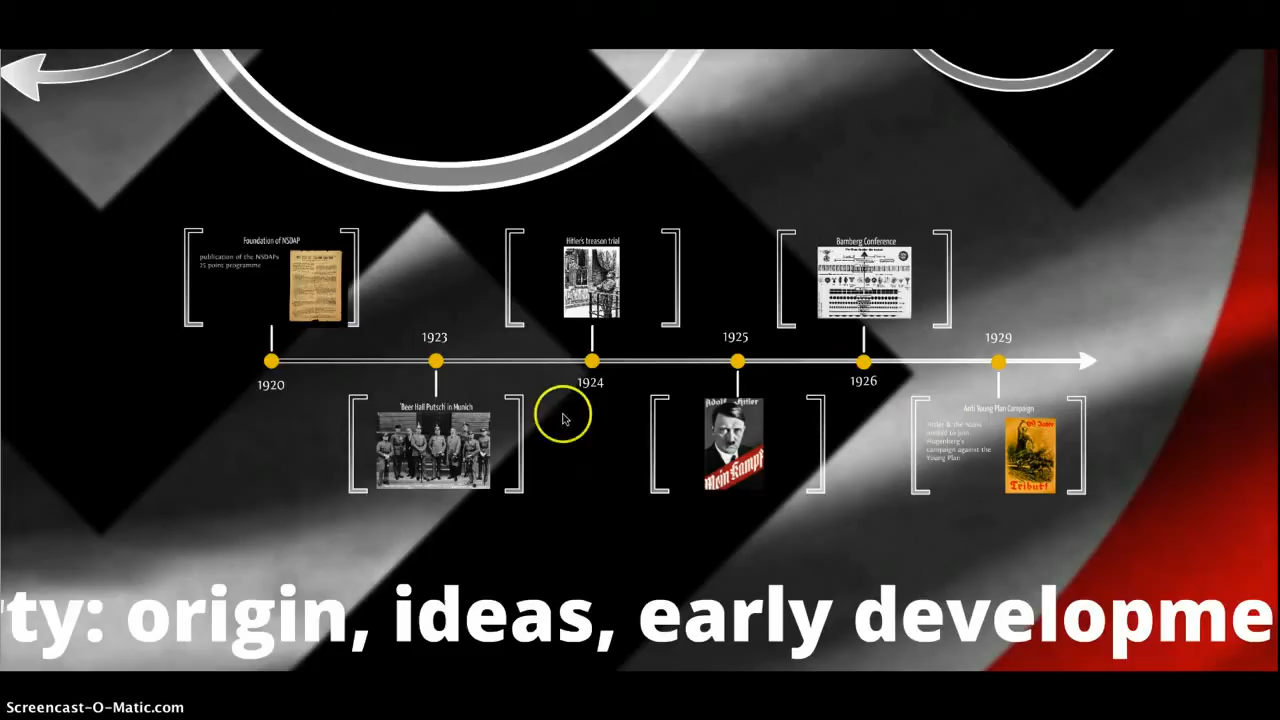 Foundation of NSDAP
publication of the NSDAPs
25 point programme
Hitler's treason trial
Bamberg Conference
1923
1925
1929
1920
1924
1926
'Beer Hall Putsch' in Munich
Adolf Hitler
Mein Kampf
Anti Young Plan Campaign
Hitler & the Nazis
invited to join
Hugenberg's
campaign against the
Young Plan
Tribut!
ty: origin, ideas, early developme
Screencast-O-Matic.com